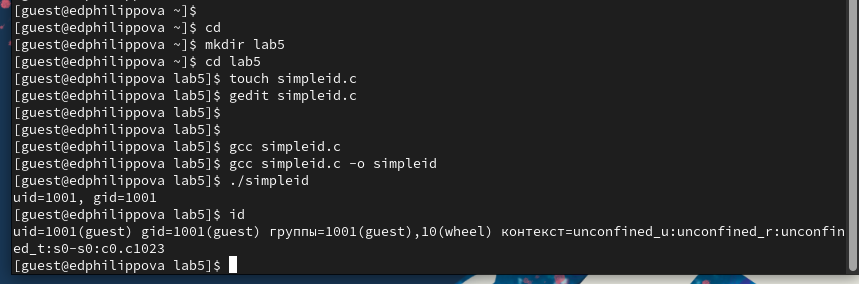 [guest@edphilippova ~]$
[guest@edphilippova ~]$ cd
[guest@edphilippova ~]$ mkdir lab5
[guest@edphilippova ~]$ cd lab5
[guest@edphilippova lab5]$ touch simpleid.c
[guest@edphilippova lab5]$ gedit simpleid.c
[guest@edphilippova lab5]$
[guest@edphilippova lab5]$
[guest@edphilippova lab5]$ gcc simpleid.c
[guest@edphilippova lab5]$ gcc simpleid.c -o simpleid
[guest@edphilippova lab5]$ ./simpleid
uid=1001, gid=1001
[guest@edphilippova lab5]$ id
uid=1001(guest) gid=1001(guest) группы=1001(guest),10(wheel) контекст=unconfined_u:unconfined_r:unconfin
ed_t:s0-s0:c0.c1023
[guest@edphilippova lab5]$